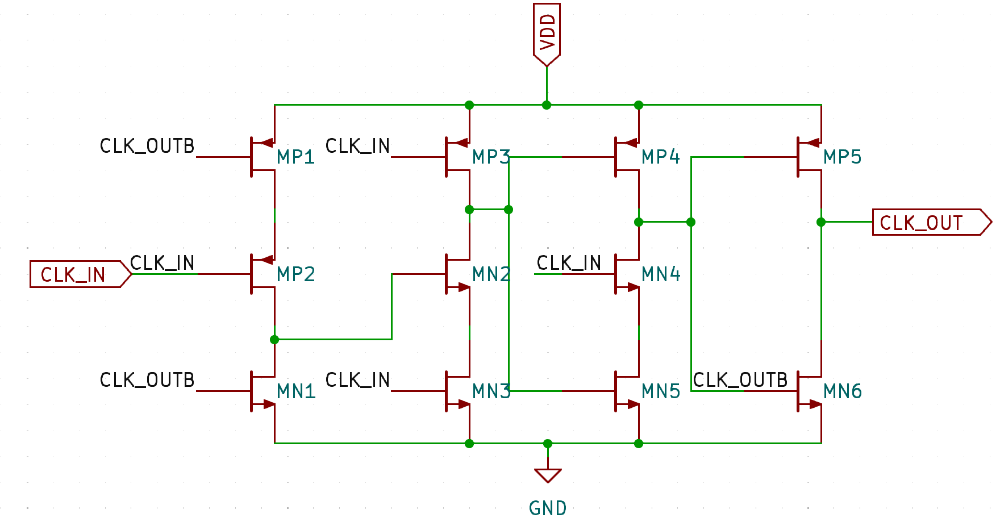 VDD
CLK_OUTB
MP1
CLK_IN
MP3
MP4
MP5
CLK_OUT
CLK_IN
CLK_IN
MP2
MN2
CLK_IN
MN4
CLK_OUTB
MN1
CLK_IN
MN3
MN5
CLK_OUTB
MN6
GND